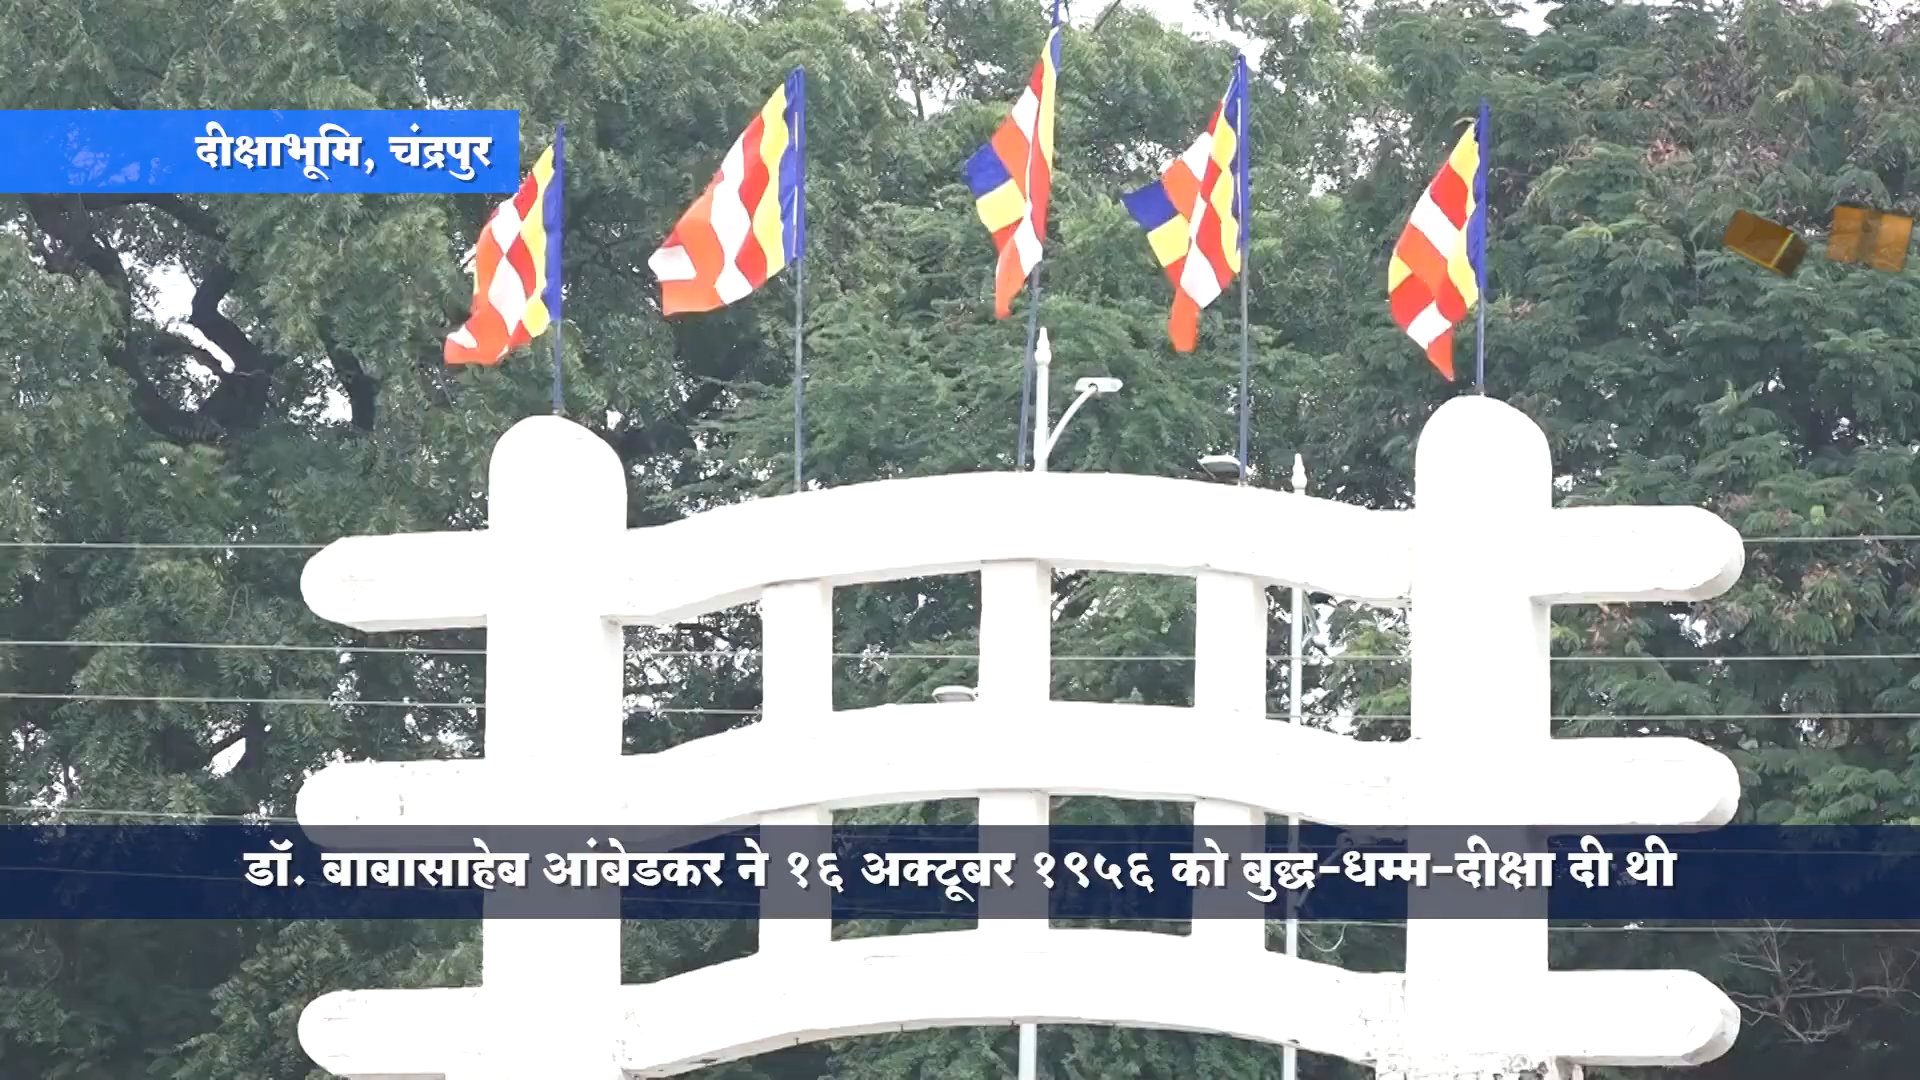 दीक्षाभूमि, चंद्रपुर
डॉ. बाबासाहेब आंबेडकर ने १६ अक्टूबर १९५६ को बुद्ध-धम्म-दीक्षा दी थी